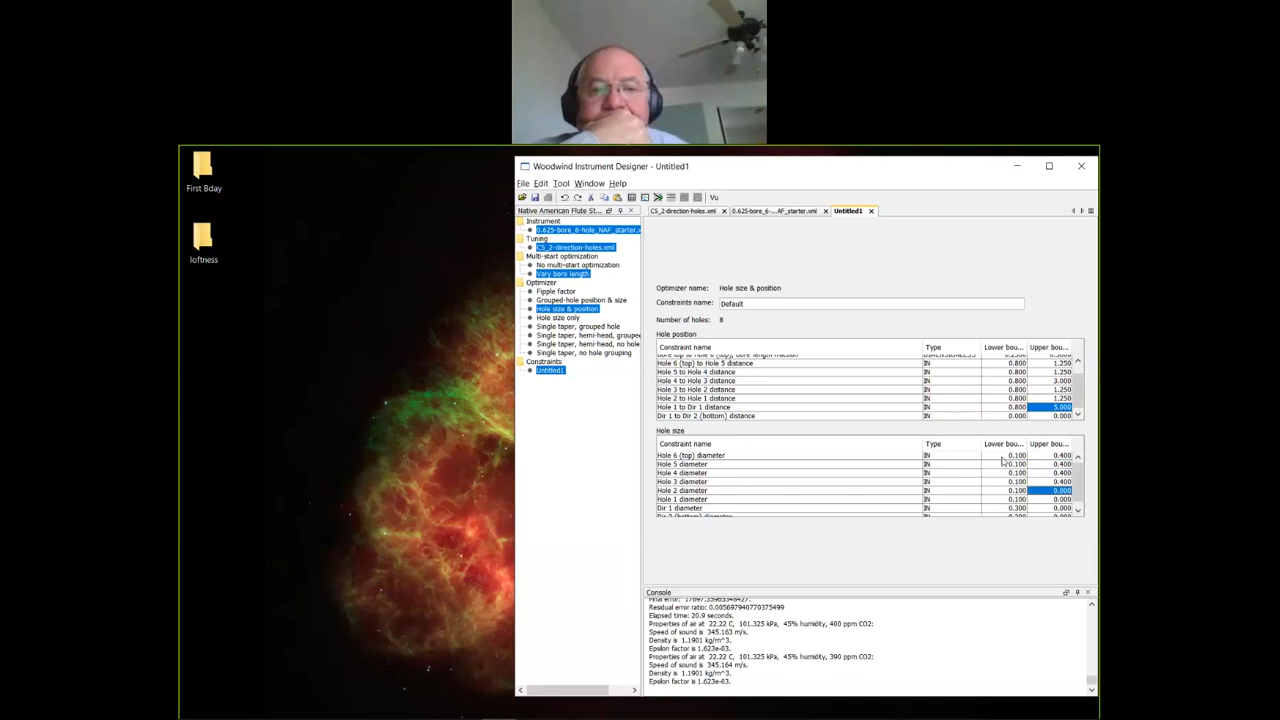 First Bday
loftness
Woodwind Instrument Designer - Untitled1
File Edit Tool Window Help
Vu
Native American Flute St...
C5_2-direction-holes.xml
0.625-bore_6-...AF_starter.xml
Untitled1
Instrument
0.625-bore_6-hole_NAF_starter.x
Tuning
C5_2-direction-holes.xml
Multi-start optimization
No multi-start optimization
Vary bore length
Optimizer
Fipple factor
Grouped-hole position & size
Hole size & position
Hole size only
Single taper, grouped hole
Single taper, hemi-head, groupe
Single taper, hemi-head, no hole
Single taper, no hole grouping
Constraints
Untitled1
Optimizer name: Hole size & position
Constraints name: Default
Number of holes: 8
Hole position
Constraint name Type Lower bou... Upper bou...
Bore top to Hole 6 (top), bore length fraction DIMENSIONLESS
Hole 6 (top) to Hole 5 distance IN 0.800 1.250
Hole 5 to Hole 4 distance IN 0.800 1.250
Hole 4 to Hole 3 distance IN 0.800 3.000
Hole 3 to Hole 2 distance IN 0.800 1.250
Hole 2 to Hole 1 distance IN 0.800 1.250
Hole 1 to Dir 1 distance IN 0.800 5.000
Dir 1 to Dir 2 (bottom) distance IN 0.000 0.000
Hole size
Constraint name Type Lower bou... Upper bou...
Hole 6 (top) diameter IN 0.100 0.400
Hole 5 diameter IN 0.100 0.400
Hole 4 diameter IN 0.100 0.400
Hole 3 diameter IN 0.100 0.400
Hole 2 diameter IN 0.100 0.000
Hole 1 diameter IN 0.100 0.000
Dir 1 diameter IN 0.300 0.000
Console
Residual error ratio: 0.005697940770375499
Elapsed time: 20.9 seconds.
Properties of air at 22.22 C, 101.325 kPa, 45% humidity, 400 ppm CO2:
Speed of sound is 345.163 m/s.
Density is 1.1901 kg/m^3.
Epsilon factor is 1.623e-03.
Properties of air at 22.22 C, 101.325 kPa, 45% humidity, 390 ppm CO2:
Speed of sound is 345.164 m/s.
Density is 1.1901 kg/m^3.
Epsilon factor is 1.623e-03.